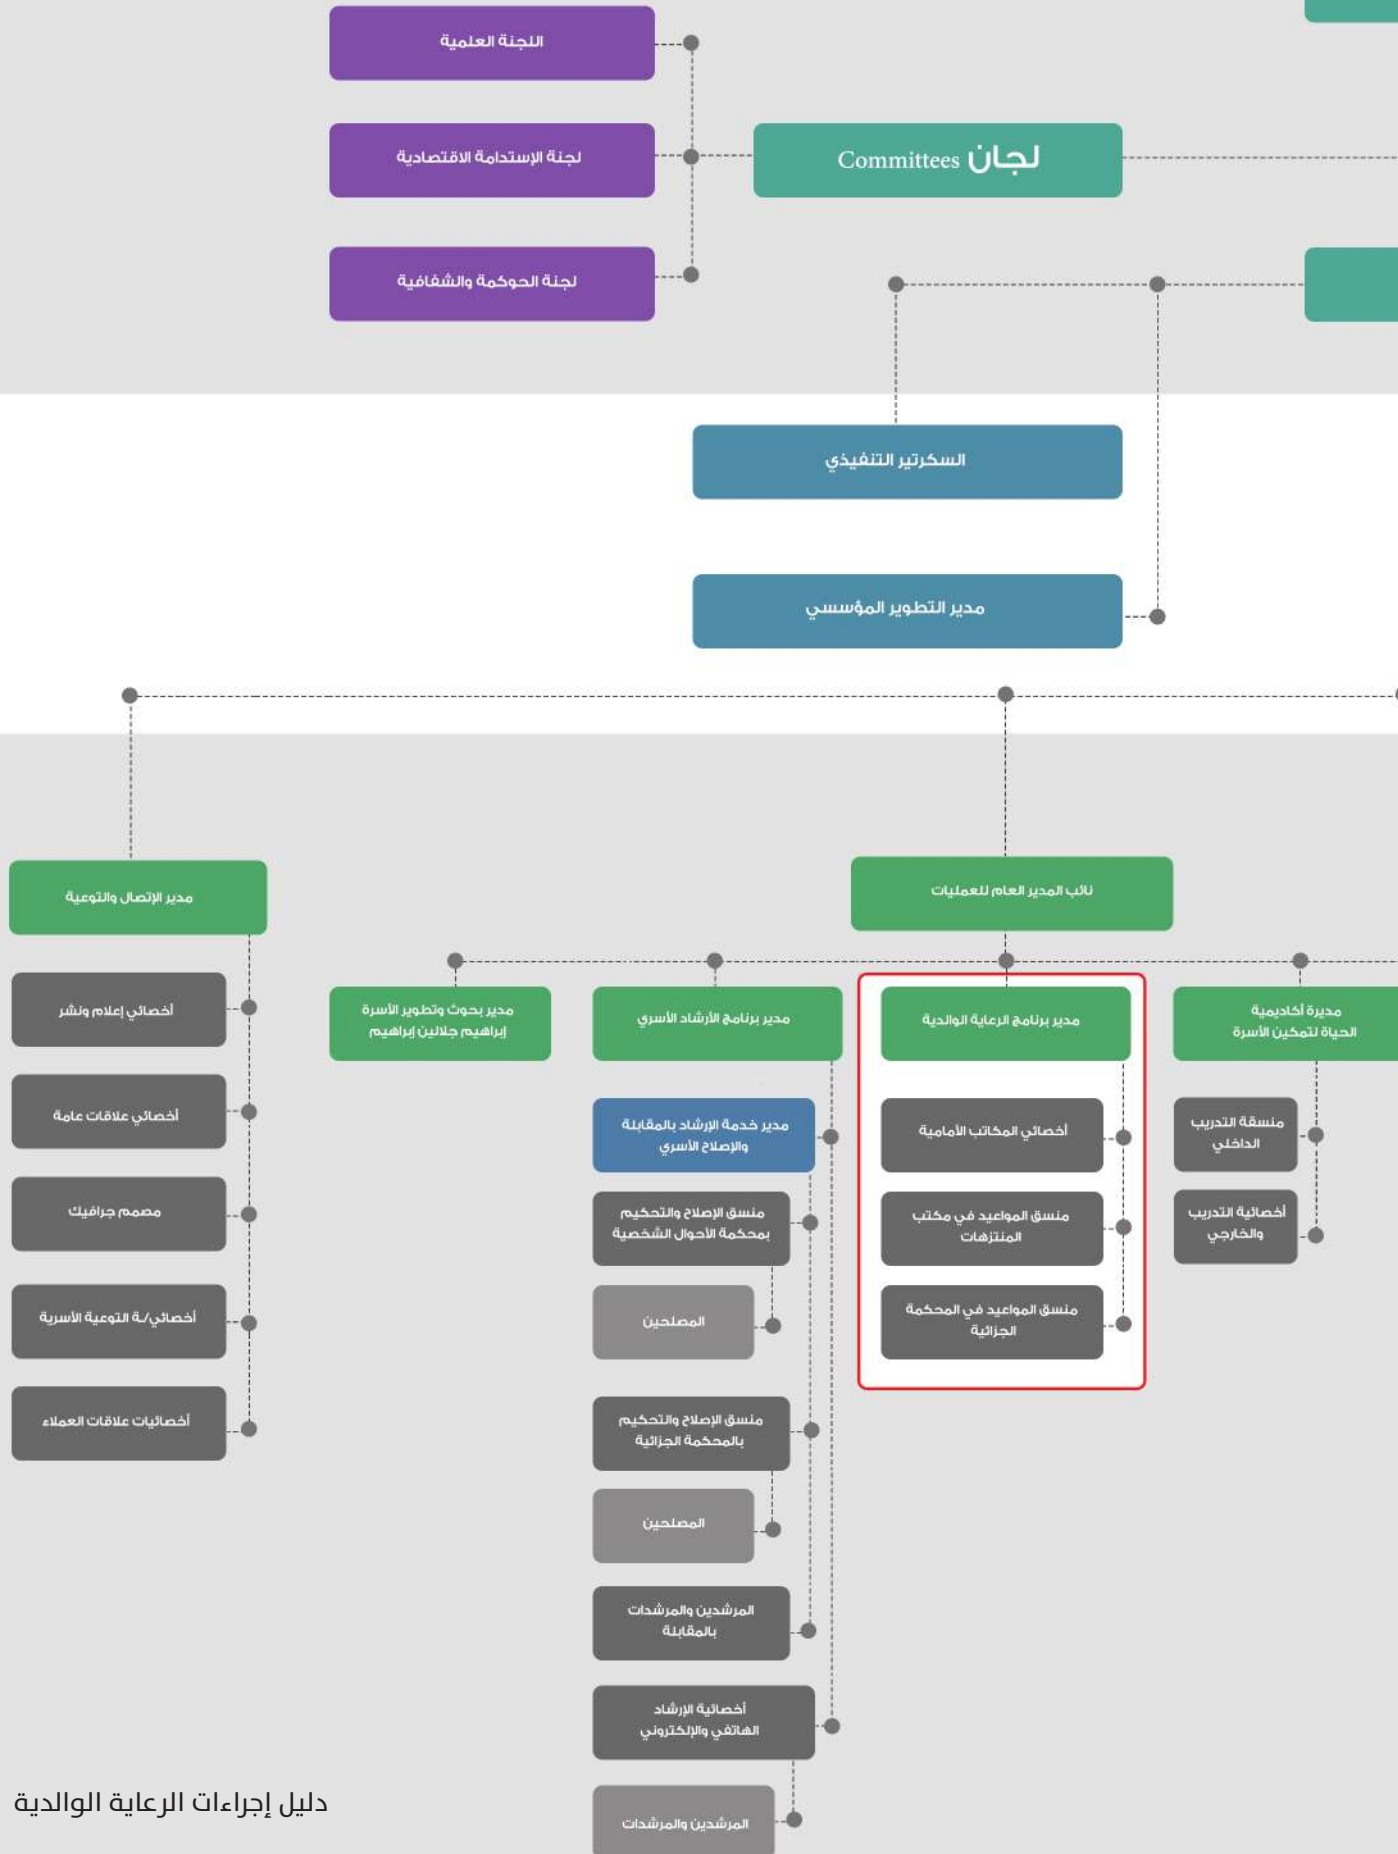 اللجنة العلمية
لجان Committees
لجنة الإستدامة الاقتصادية
لجنة الحوكمة والشفافية
السكرتير التنفيذي
مدير التطوير المؤسسي
نائب المدير العام للعمليات
مدير الإتصال والتوعية
مديرة أكاديمية
الحياة لتمكين الأسرة
منسقة التدريب
الداخلي
أخصائية التدريب
والخارجي
مدير برنامج الرعاية الوالدية
أخصائي المكاتب الأمامية
منسق المواعيد في مكتب
المنتزهات
منسق المواعيد في المحكمة
الجزائية
مدير برنامج الأرشاد الأسري
مدير خدمة الإرشاد بالمقابلة
والإصلاح الأسري
منسق الإصلاح والتحكيم
بمحكمة الأحوال الشخصية
المصلحين
منسق الإصلاح والتحكيم
بالمحكمة الجزائية
المصلحين
المرشدين والمرشدات
بالمقابلة
أخصائية الإرشاد
الهاتفي والإلكتروني
المرشدين والمرشدات
مدير بحوث وتطوير الأسرة
إبراهيم جلالين إبراهيم
أخصائي إعلام ونشر
أخصائي علاقات عامة
مصمم جرافيك
أخصائي/ـة التوعية الأسرية
أخصائيات علاقات العملاء
دليل إجراءات الرعاية الوالدية